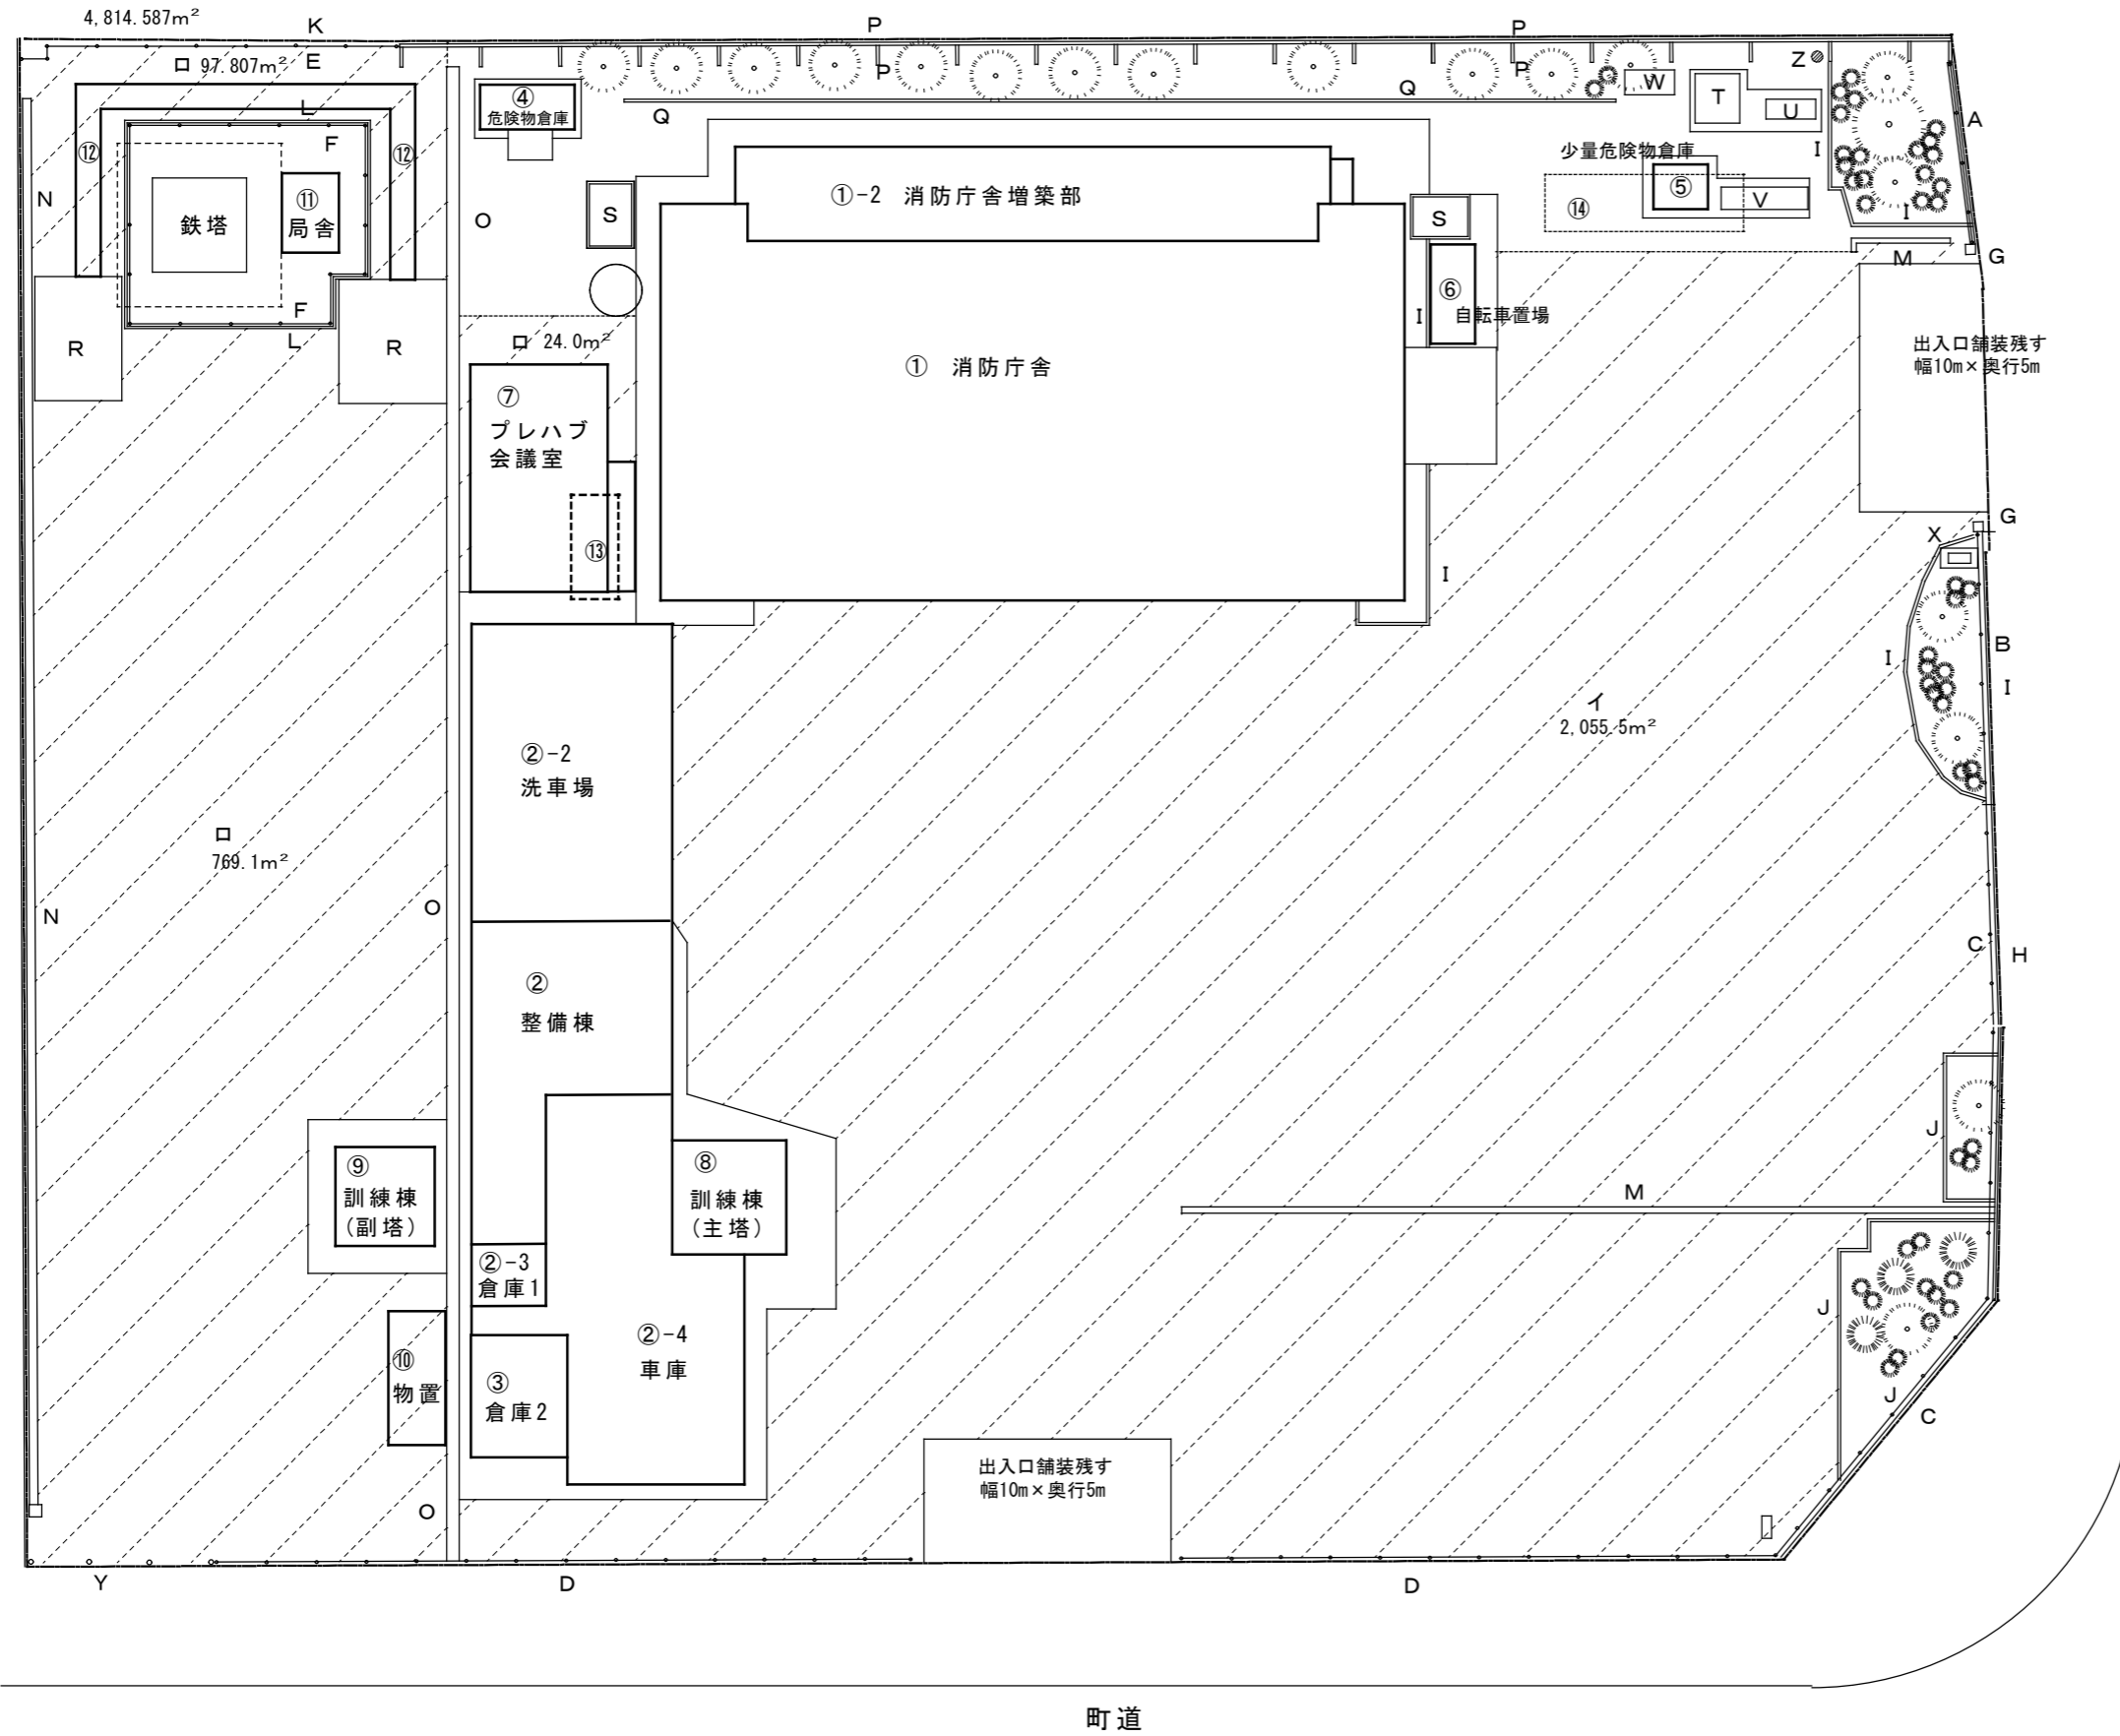 4,814.587m²
K
P
P
ロ 97.807m²
E
P
P
Z
④
危険物倉庫
Q
Q
W
T
U
A
L
F
⑫
⑫
少量危険物倉庫
I
N
⑪
局舎
鉄塔
O
S
①-2 消防庁舎増築部
S
⑭
⑤
V
I
M
G
F
L
R
R
ロ 24.0m²
⑥
自転車置場
I
① 消防庁舎
出入口舗装残す
幅10m×奥行5m
⑦
プレハブ
会議室
⑬
I
G
X
B
I
I
イ
2,055.5m²
②-2
洗車場
ロ
769.1m²
N
O
C
H
②
整備棟
J
⑨
訓練棟
(副塔)
⑧
訓練棟
(主塔)
M
②-3
倉庫1
J
②-4
車庫
⑩
物置
③
倉庫2
J
C
出入口舗装残す
幅10m×奥行5m
O
Y
D
D
町道